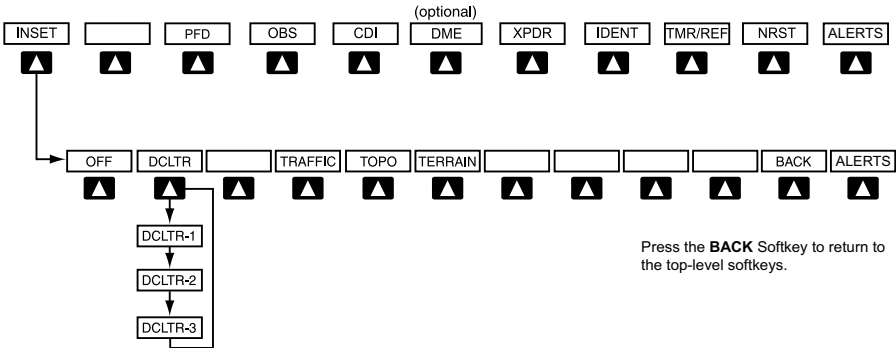 (optional)
INSET PFD OBS CDI DME XPDR IDENT TMR/REF NRST ALERTS
OFF DCLTR TRAFFIC TOPO TERRAIN BACK ALERTS
DCLTR-1
DCLTR-2
DCLTR-3
Press the BACK Softkey to return to
the top-level softkeys.